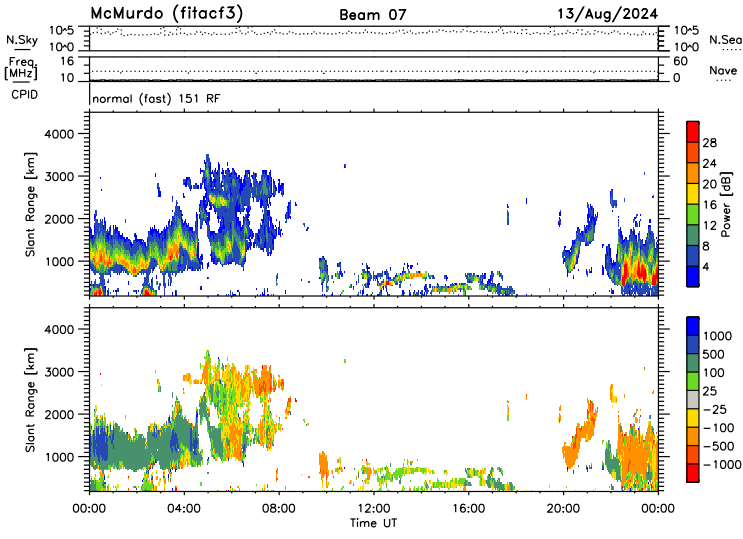 McMurdo (fitacf3) Beam 07 13/Aug/2024
N.Sky 10^5 10^0 10^5 10^0 N.Sea
Freq. [MHz] 16 10 60 0 Nave
CPID normal (fast) 151 RF
Slant Range [km] 4000 3000 2000 1000
Power [dB] 28 24 20 16 12 8 4
Slant Range [km] 4000 3000 2000 1000
1000 500 100 25 -25 -100 -500 -1000
00:00 04:00 08:00 12:00 16:00 20:00 00:00
Time UT